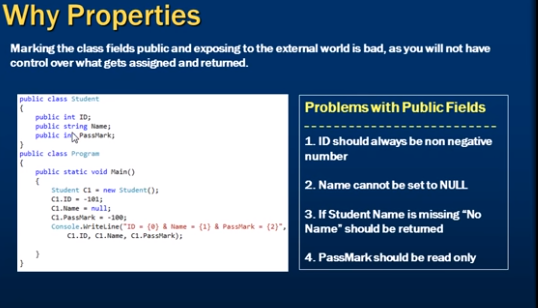 Why Properties
Marking the class fields public and exposing to the external world is bad, as you will not have
control over what gets assigned and returned.
public class Student
{
public int ID;
public string Name;
public int PassMark;
}
public class Program
{
public static void Main()
{
Student C1 = new Student();
C1.ID = -101;
C1.Name = null;
C1.PassMark = -100;
Console.WriteLine("ID = {0} & Name = {1} & PassMark = {2}",
C1.ID, C1.Name, C1.PassMark);
}
}
Problems with Public Fields
1. ID should always be non negative
number
2. Name cannot be set to NULL
3. If Student Name is missing “No
Name” should be returned
4. PassMark should be read only